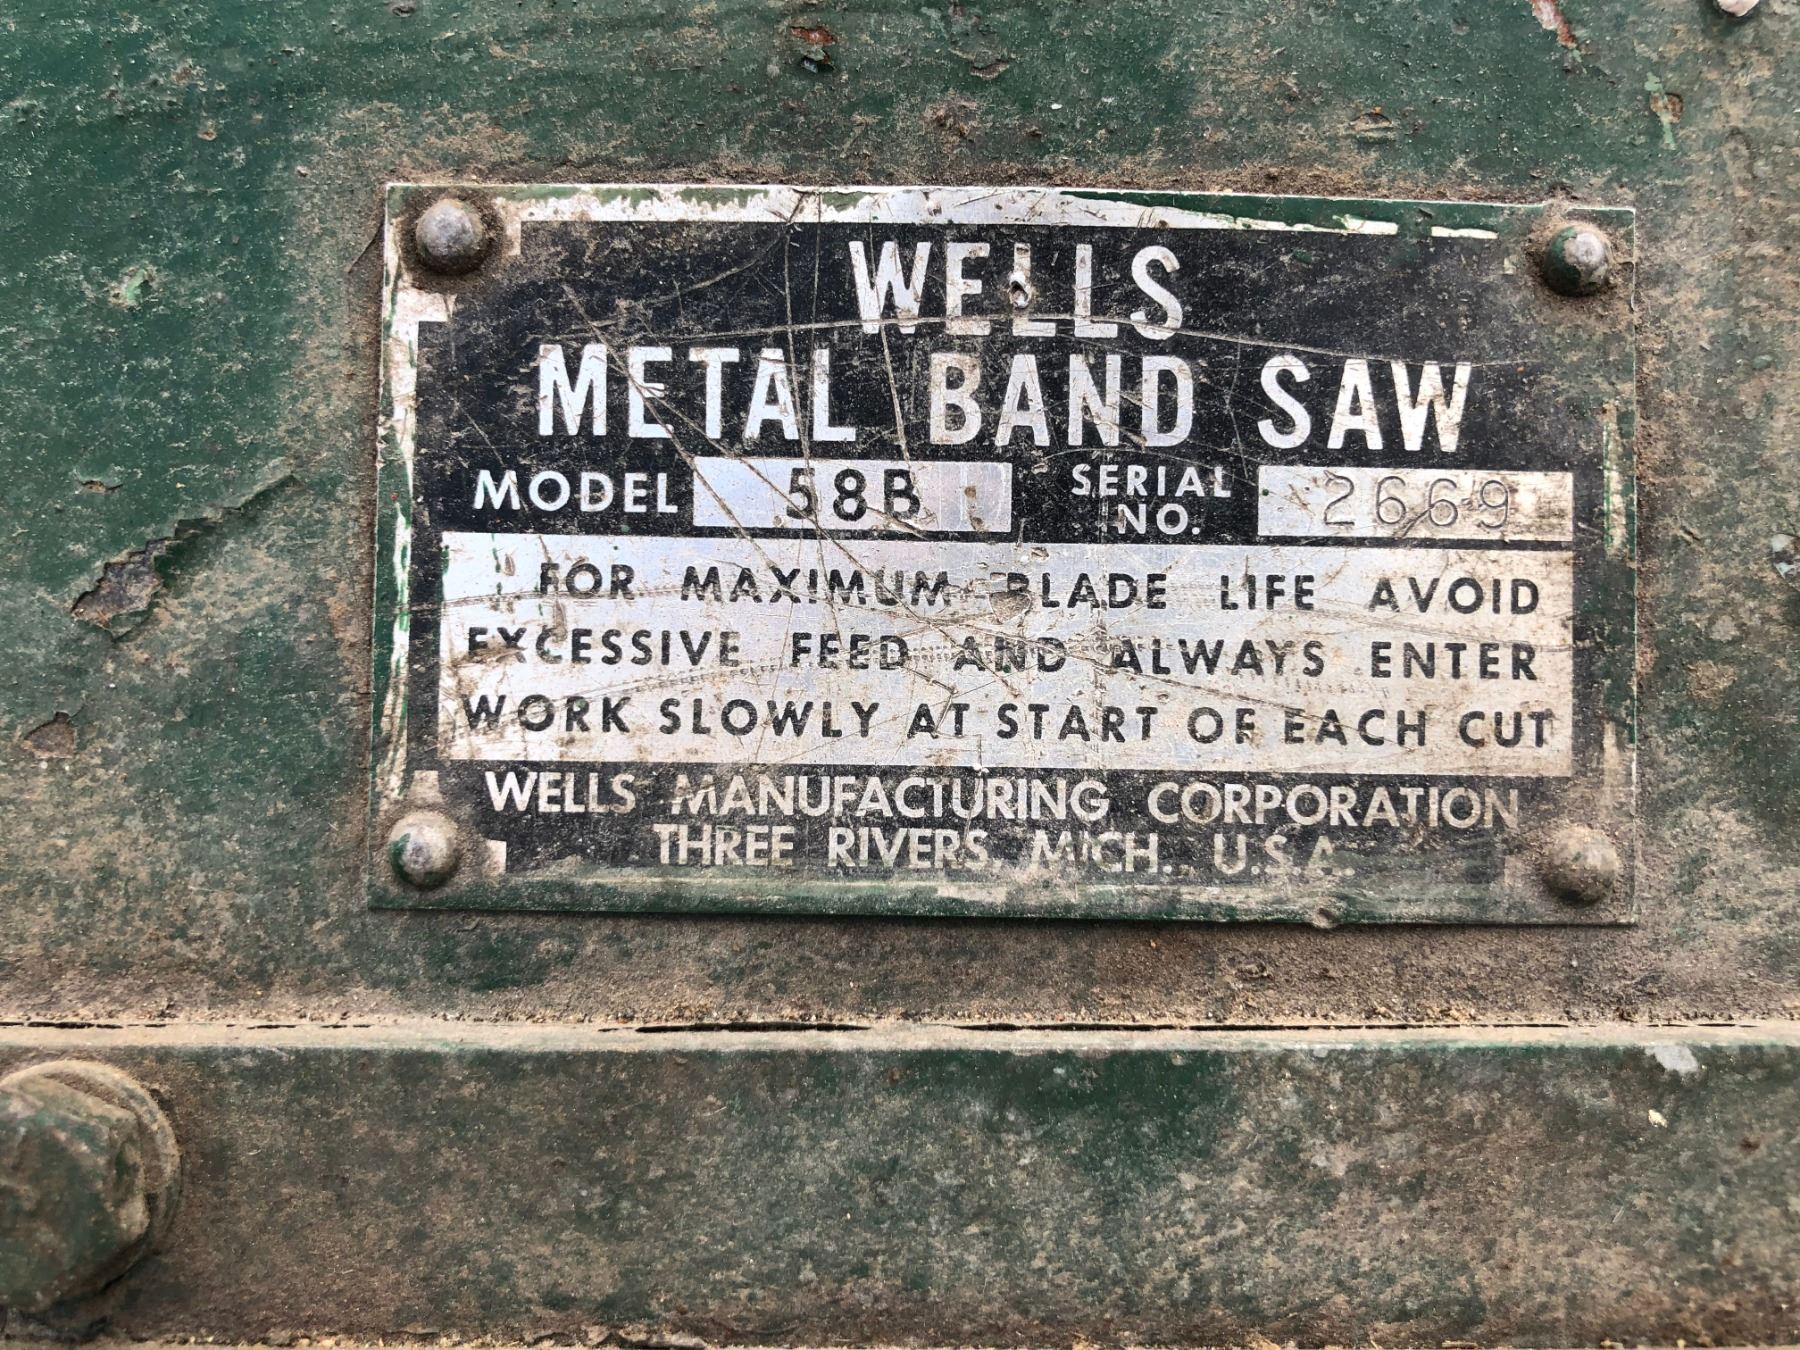 WELLS
METAL BAND SAW
MODEL 58B SERIAL NO. 2669
FOR MAXIMUM BLADE LIFE AVOID
EXCESSIVE FEED AND ALWAYS ENTER
WORK SLOWLY AT START OF EACH CUT
WELLS MANUFACTURING CORPORATION
THREE RIVERS, MICH., U.S.A.